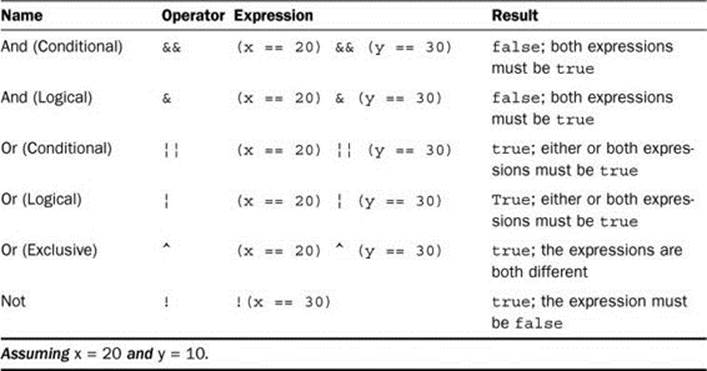 Name Operator Expression Result
And (Conditional) && (x == 20) && (y == 30) false; both expressions
must be true
And (Logical) & (x == 20) & (y == 30) false; both expressions
must be true
Or (Conditional) ¦¦ (x == 20) ¦¦ (y == 30) true; either or both expres-
sions must be true
Or (Logical) ¦ (x == 20) ¦ (y == 30) True; either or both expres-
sions must be true
Or (Exclusive) ^ (x == 20) ^ (y == 30) true; the expressions are
both different
Not ! !(x == 30) true; the expression must
be false
Assuming x = 20 and y = 10.